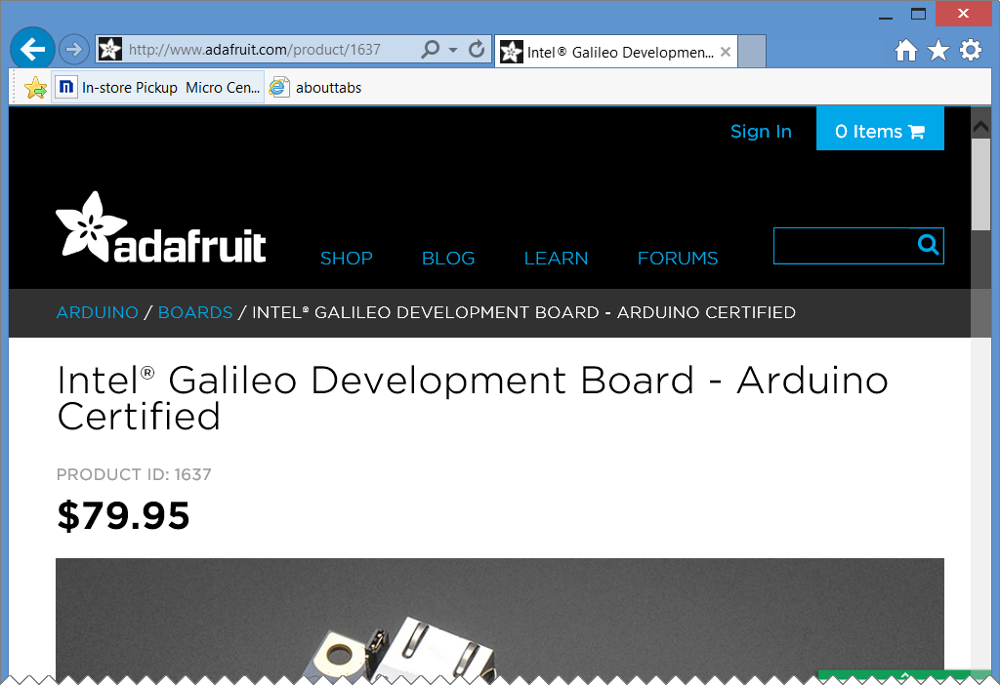 http://www.adafruit.com/product/1637
Intel® Galileo Developmen...
In-store Pickup Micro Cen...
abouttabs
Sign In
0 Items
adafruit
SHOP
BLOG
LEARN
FORUMS
ARDUINO / BOARDS / INTEL® GALILEO DEVELOPMENT BOARD - ARDUINO CERTIFIED
Intel® Galileo Development Board - Arduino
Certified
PRODUCT ID: 1637
$79.95